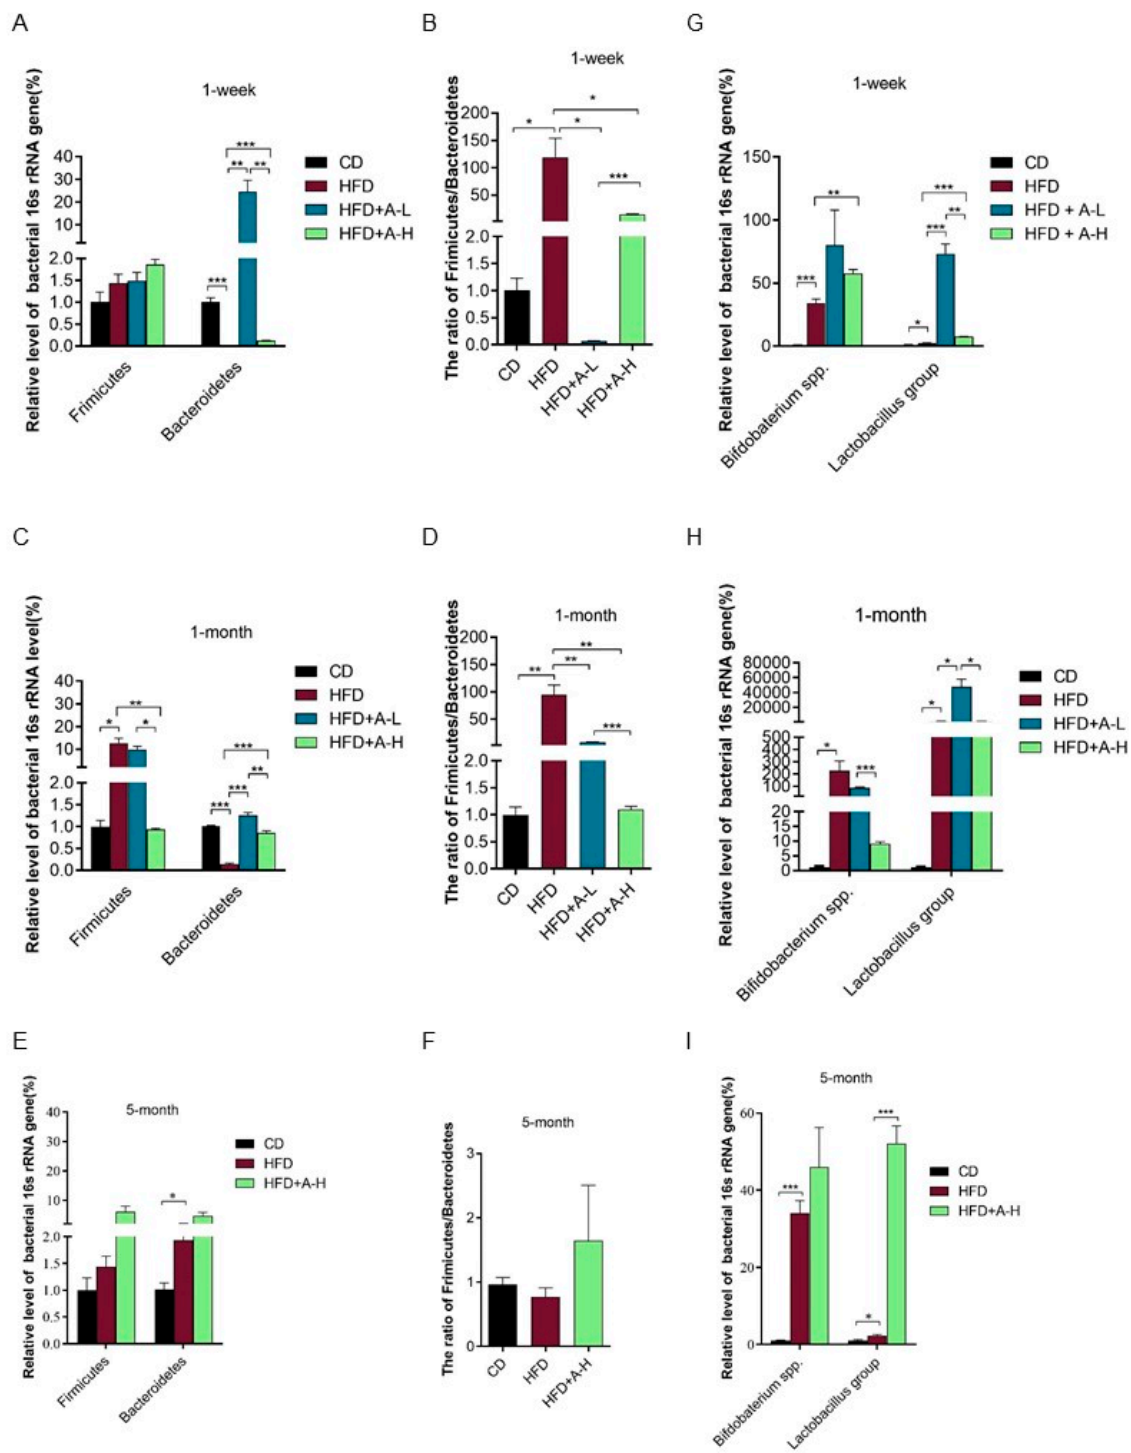 A
1-week
Relative level of bacterial 16s rRNA gene(%)
40
30
20
10
2.0
1.5
1.0
0.5
0.0
***
** **
***
Frimicutes
Bacteroidetes
CD
HFD
HFD+A-L
HFD+A-H
B
1-week
The ratio of Frimicutes/Bacteroidetes
200
150
100
50
2.0
1.5
1.0
0.5
0.0
*
* *
***
CD
HFD
HFD+A-L
HFD+A-H
G
1-week
Relative level of bacterial 16s rRNA gene(%)
150
100
50
0
**
***
***
**
***
*
Bifdobaterium spp.
Lactobacillus group
CD
HFD
HFD + A-L
HFD + A-H
C
1-month
Relative level of bacterial 16s rRNA level(%)
40
30
20
10
2.0
1.5
1.0
0.5
0.0
**
* *
***
**
***
***
Firmicutes
Bacteroidetes
CD
HFD
HFD+A-L
HFD+A-H
D
1-month
The ratio of Frimicutes/Bacteroidetes
200
150
100
50
2.0
1.5
1.0
0.5
0.0
**
** **
***
CD
HFD
HFD+A-L
HFD+A-H
H
1-month
Relative level of bacterial 16s rRNA gene(%)
80000
60000
40000
20000
500
400
300
200
100
20
15
10
5
0
* *
*
*
***
Bifidobacterium spp.
Lactobacillus group
CD
HFD
HFD+A-L
HFD+A-H
E
5-month
Relative level of bacterial 16s rRNA gene(%)
40
30
20
10
2.0
1.5
1.0
0.5
0.0
*
Firmicutes
Bacteroidetes
CD
HFD
HFD+A-H
F
5-month
The ratio of Frimicutes/Bacteroidetes
3
2
1
0
CD
HFD
HFD+A-H
I
5-month
Relative level of bacterial 16s rRNA gene(%)
60
40
20
0
***
***
*
Bifdobaterium spp.
Lactobacillus group
CD
HFD
HFD+A-H